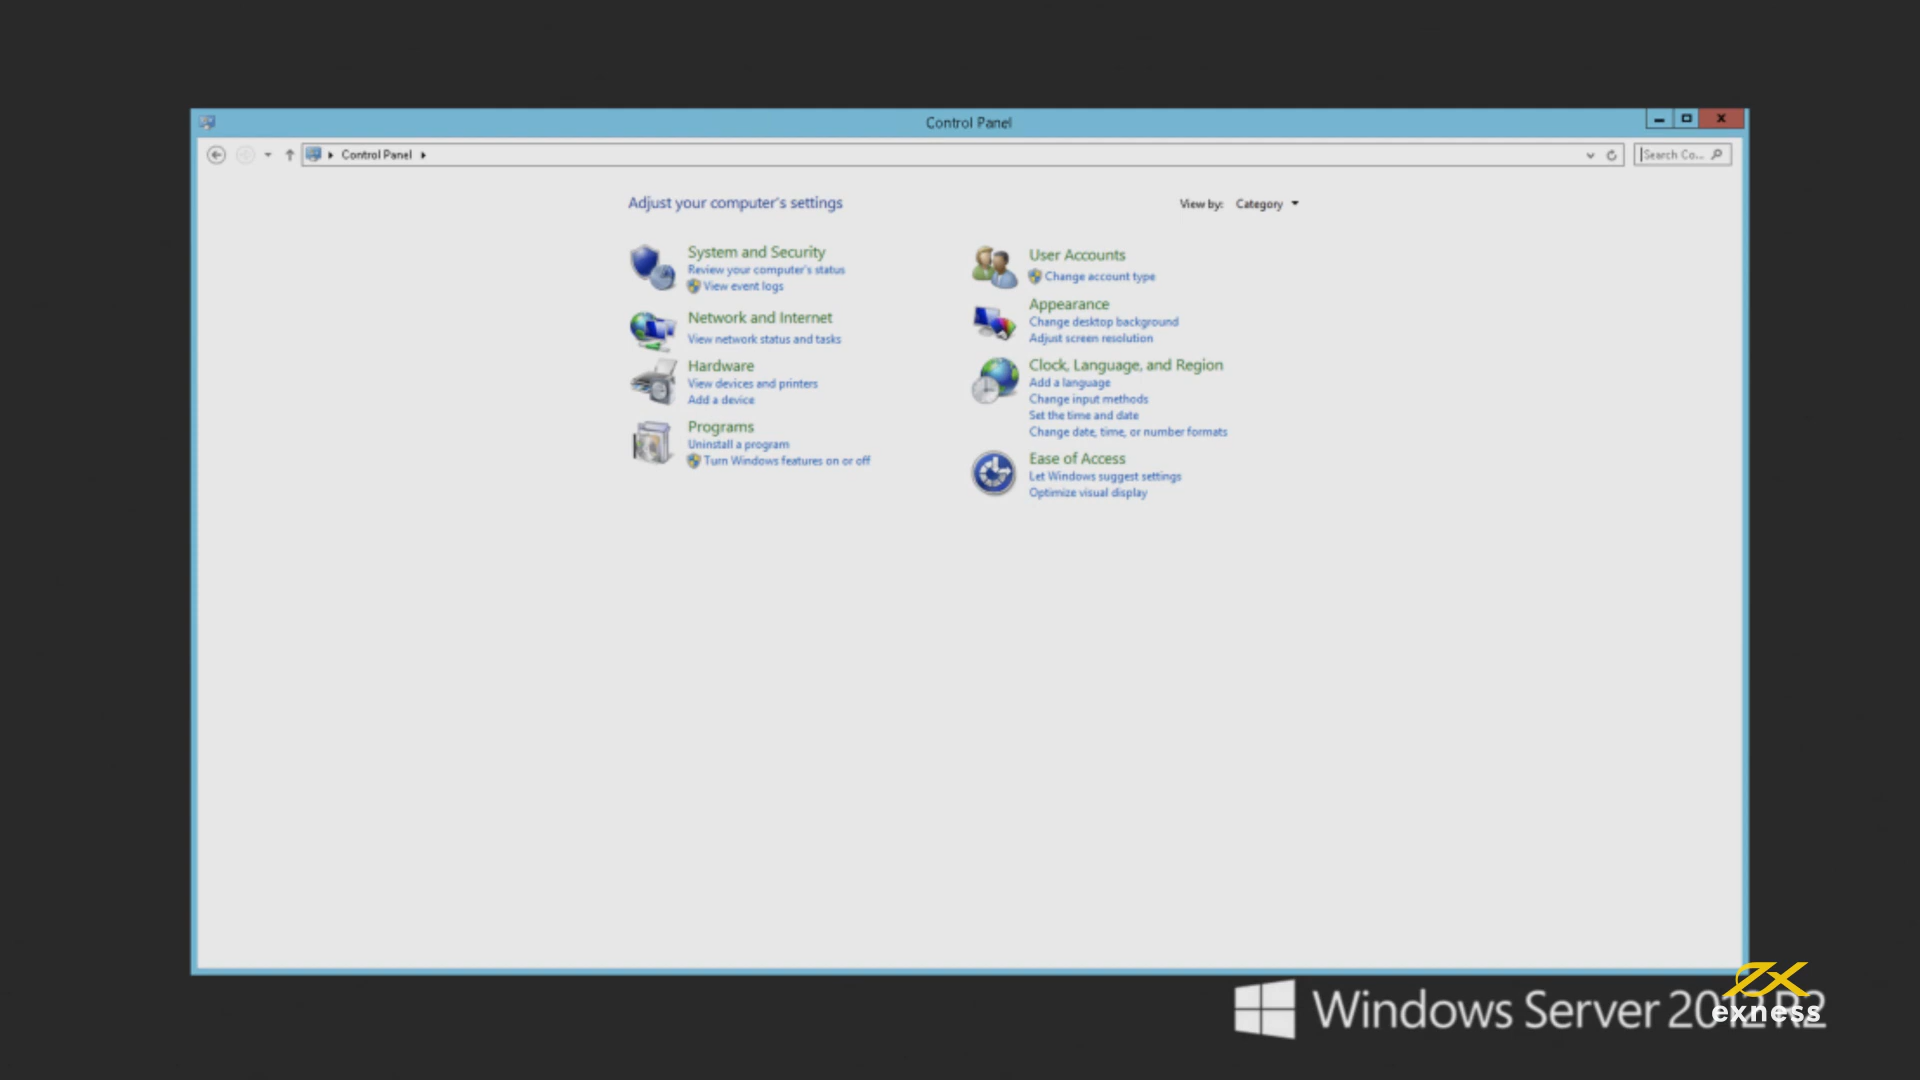 Control Panel
Control Panel
Search Co...
Adjust your computer's settings
View by: Category
System and Security
Review your computer's status
View event logs
Network and Internet
View network status and tasks
Hardware
View devices and printers
Add a device
Programs
Uninstall a program
Turn Windows features on or off
User Accounts
Change account type
Appearance
Change desktop background
Adjust screen resolution
Clock, Language, and Region
Add a language
Change input methods
Set the time and date
Change date, time, or number formats
Ease of Access
Let Windows suggest settings
Optimize visual display
Windows Server 2012 R2
exness